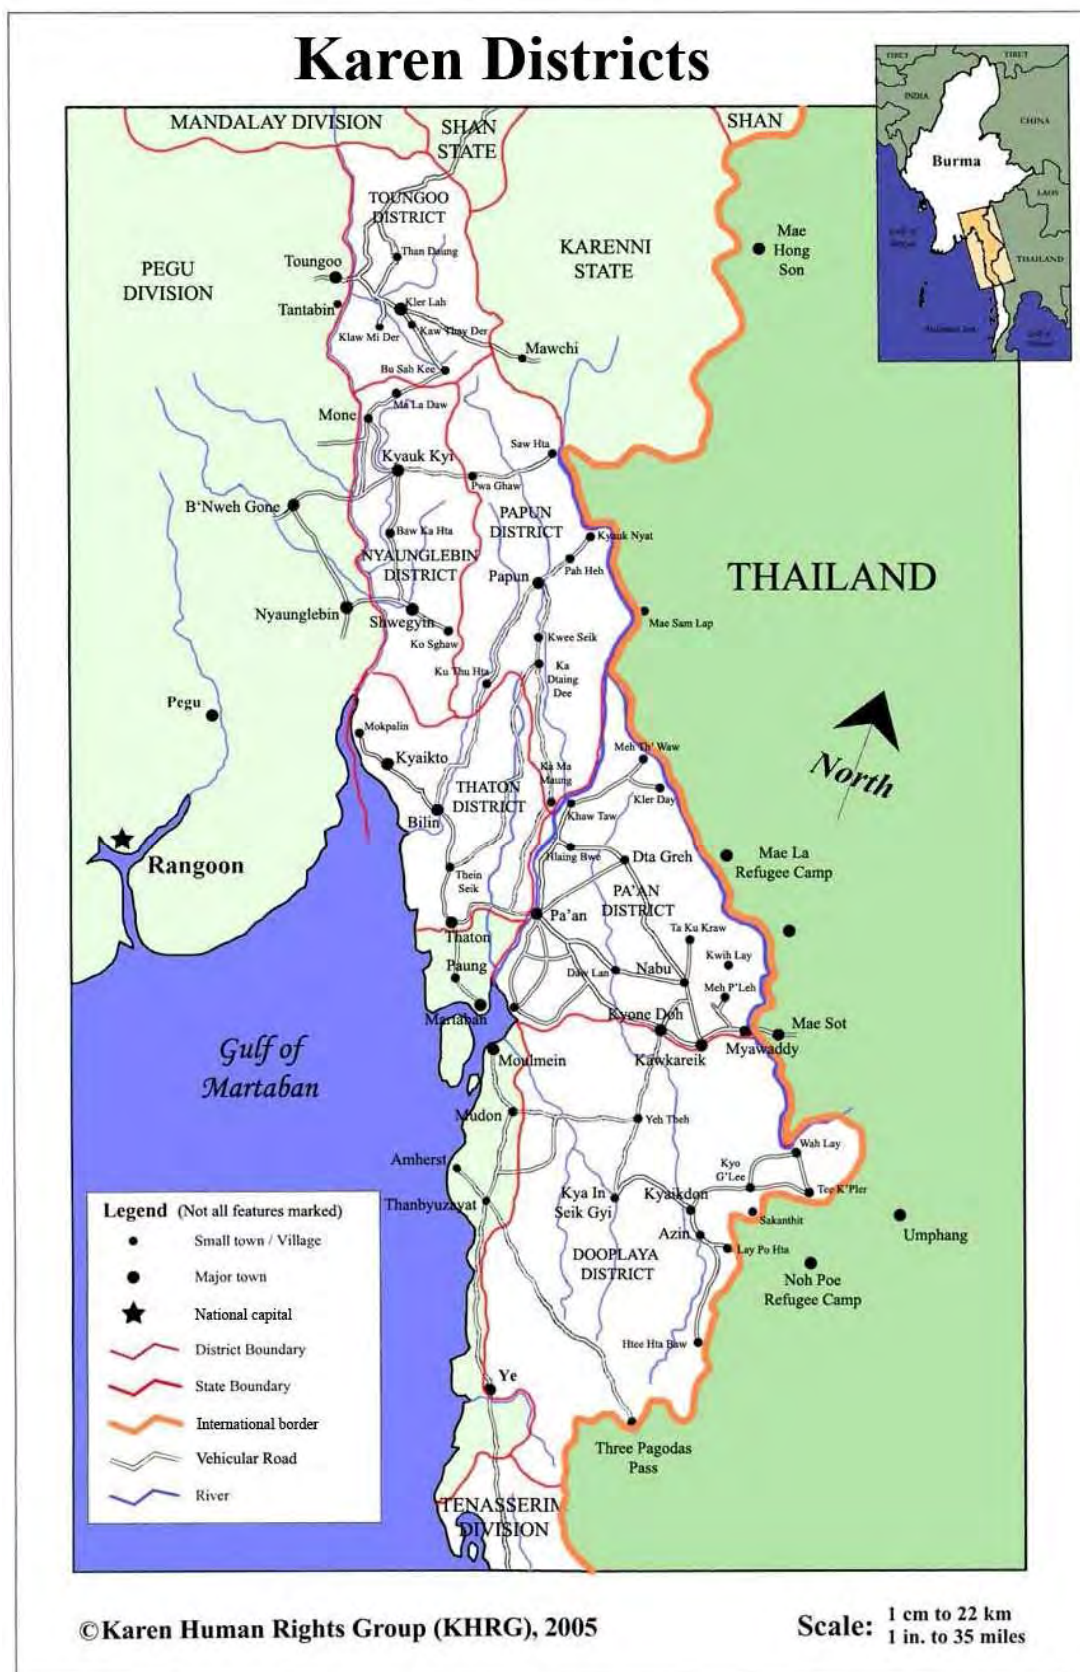 Karen Districts
TIBET
TIBET
INDIA
CHINA
Burma
LAOS
THAILAND
MANDALAY DIVISION
SHAN
STATE
SHAN
TOUNGOO
DISTRICT
Than Daung
Toungoo
Tantabin
Kler Lah
Klaw Mi Der
Kaw Thay Der
Bu Sah Kee
Mawchi
PEGU
DIVISION
KARENNI
STATE
Mae
Hong
Son
Ma La Daw
Mone
Saw Hta
Kyauk Kyi
Pwa Ghaw
B'Nweh Gone
PAPUN
DISTRICT
Baw Ka Hta
Kyauk Nyat
NYAUNGLEBIN
DISTRICT
Pah Heh
Papun
THAILAND
Nyaunglebin
Shwegyin
Mae Sam Lap
Ko Sghaw
Kwee Seik
Ku Thu Hta
Ka
Dtaing
Dee
Pegu
Mokpalin
Meh Th' Waw
Kyaikto
Ka Ma
Maung
North
THATON
DISTRICT
Kler Day
Bilin
Khaw Taw
Rangoon
Hlaing Bwe
Dta Greh
Mae La
Refugee Camp
Thein
Seik
PA'AN
DISTRICT
Pa'an
Ta Ku Kraw
Thaton
Paung
Daw Lan
Nabu
Kwih Lay
Meh P'Leh
Martaban
Kyone Doh
Mae Sot
Gulf of
Martaban
Moulmein
Kawkareik
Myawaddy
Mudon
Yeh Tbeh
Wah Lay
Amherst
Kyo
G'Lee
Thanbyuzayat
Kya In
Seik Gyi
Kyaikdon
Tee K'Pler
Sakanthit
Umphang
Azin
Lay Po Hta
DOOPLAYA
DISTRICT
Noh Poe
Refugee Camp
Htee Hta Baw
Ye
Three Pagodas
Pass
TENASSERIM
DIVISION
Legend (Not all features marked)
Small town / Village
Major town
National capital
District Boundary
State Boundary
International border
Vehicular Road
River
©Karen Human Rights Group (KHRG), 2005
Scale: 1 cm to 22 km
1 in. to 35 miles